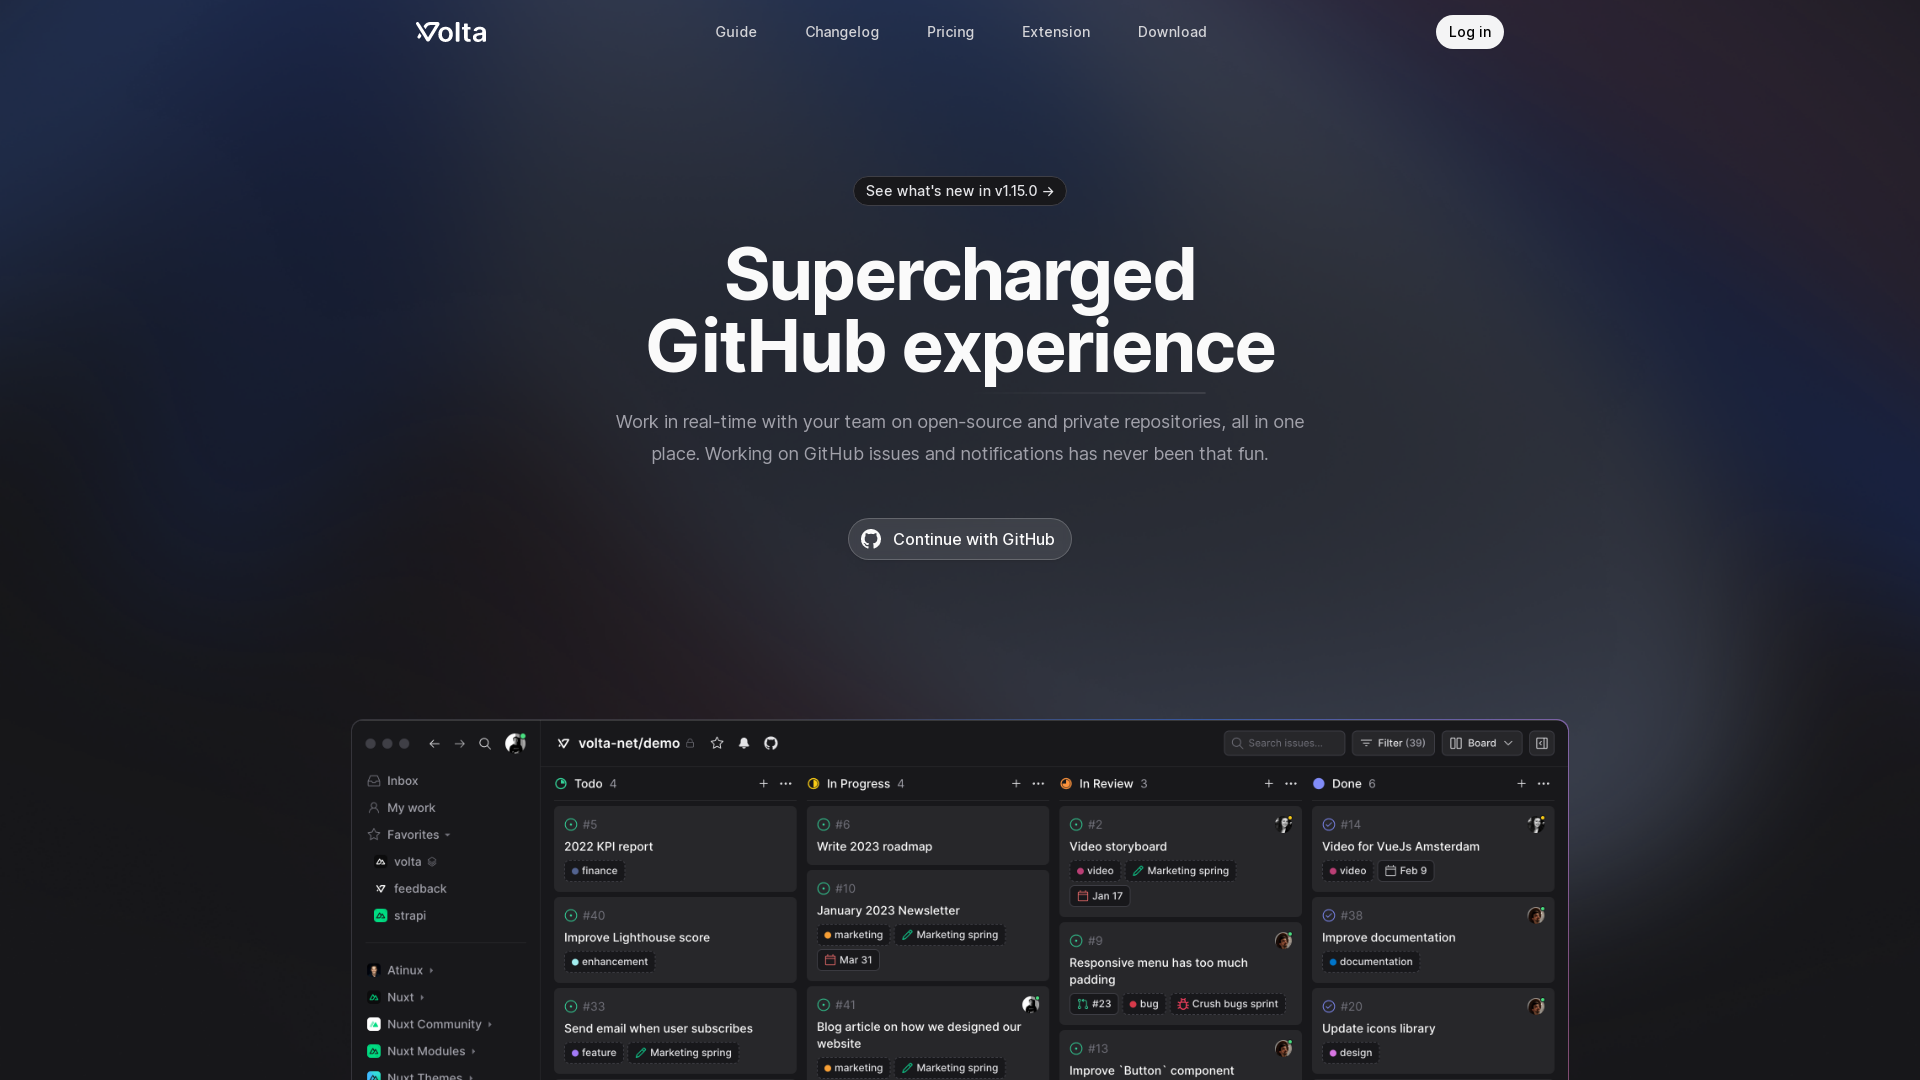 Volta
Guide
Changelog
Pricing
Extension
Download
Log in
See what's new in v1.15.0 →
Supercharged
GitHub experience
Work in real-time with your team on open-source and private repositories, all in one
place. Working on GitHub issues and notifications has never been that fun.
Continue with GitHub
volta-net/demo
Search issues...
Filter (39)
Board
Inbox
My work
Favorites
volta
feedback
strapi
Atinux
Nuxt
Nuxt Community
Nuxt Modules
Nuxt Themes
Todo 4
#5
2022 KPI report
finance
#40
Improve Lighthouse score
enhancement
#33
Send email when user subscribes
feature
Marketing spring
In Progress 4
#6
Write 2023 roadmap
#10
January 2023 Newsletter
marketing
Marketing spring
Mar 31
#41
Blog article on how we designed our
website
marketing
Marketing spring
In Review 3
#2
Video storyboard
video
Marketing spring
Jan 17
#9
Responsive menu has too much
padding
#23
bug
Crush bugs sprint
#13
Improve `Button` component
Done 6
#14
Video for VueJs Amsterdam
video
Feb 9
#38
Improve documentation
documentation
#20
Update icons library
design